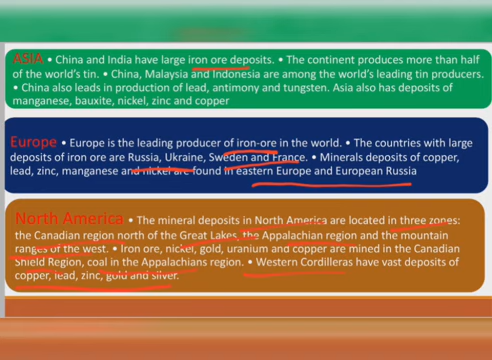 ASIA • China and India have large iron ore deposits. • The continent produces more than half
of the world's tin. • China, Malaysia and Indonesia are among the world's leading tin producers.
• China also leads in production of lead, antimony and tungsten. Asia also has deposits of
manganese, bauxite, nickel, zinc and copper
Europe • Europe is the leading producer of iron-ore in the world. • The countries with large
deposits of iron ore are Russia, Ukraine, Sweden and France. • Minerals deposits of copper,
lead, zinc, manganese and nickel are found in eastern Europe and European Russia
North America • The mineral deposits in North America are located in three zones:
the Canadian region north of the Great Lakes, the Appalachian region and the mountain
ranges of the west. • Iron ore, nickel, gold, uranium and copper are mined in the Canadian
Shield Region, coal in the Appalachians region. • Western Cordilleras have vast deposits of
copper, lead, zinc, gold and silver.